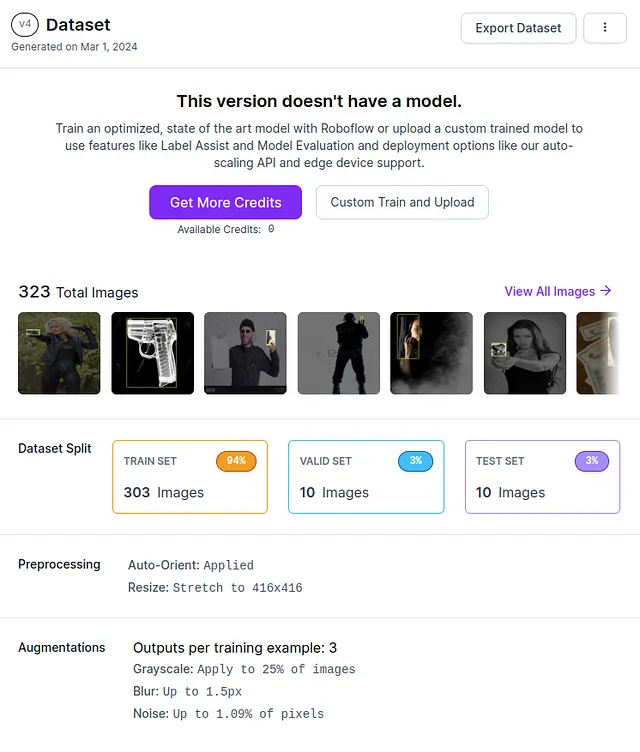 v4 Dataset
Export Dataset
Generated on Mar 1, 2024
This version doesn't have a model.
Train an optimized, state of the art model with Roboflow or upload a custom trained model to
use features like Label Assist and Model Evaluation and deployment options like our auto-
scaling API and edge device support.
Get More Credits
Custom Train and Upload
Available Credits: 0
323 Total Images
View All Images →
Dataset Split
TRAIN SET 94%
303 Images
VALID SET 3%
10 Images
TEST SET 3%
10 Images
Preprocessing
Auto-Orient: Applied
Resize: Stretch to 416x416
Augmentations
Outputs per training example: 3
Grayscale: Apply to 25% of images
Blur: Up to 1.5px
Noise: Up to 1.09% of pixels